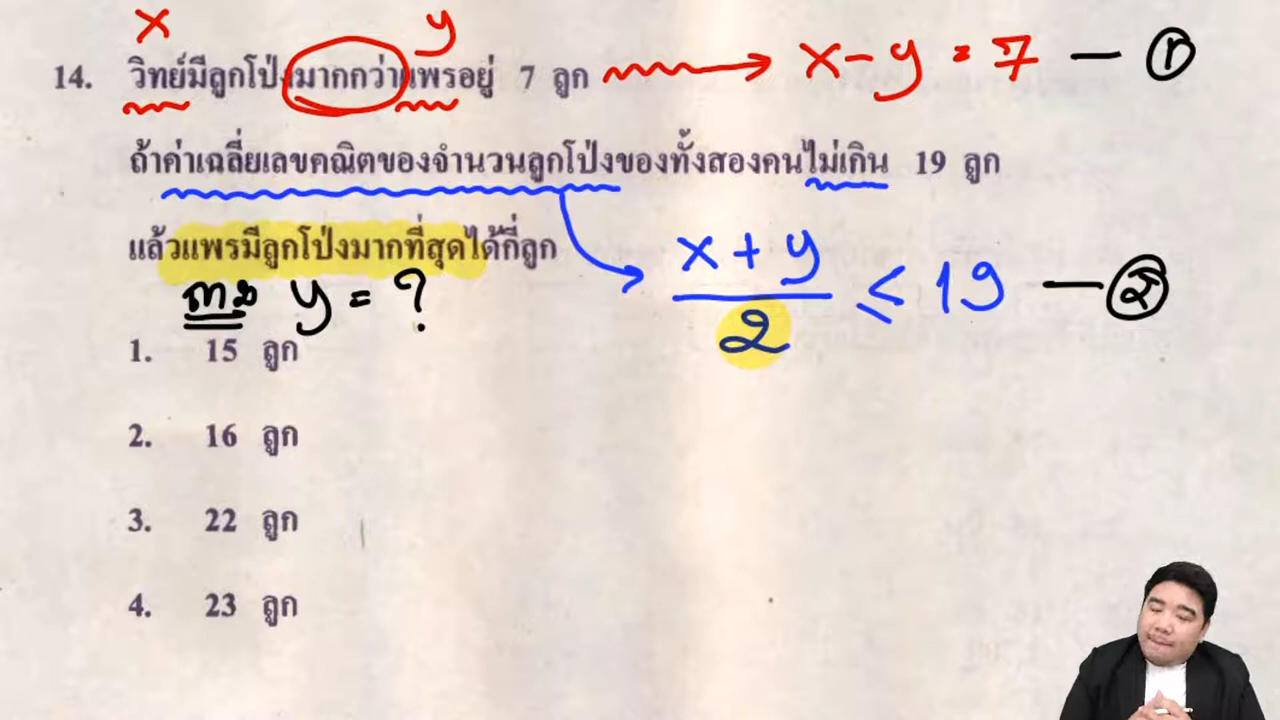 x y
14. วิทย์มีลูกโป่งมากกว่าแพรอยู่ 7 ลูก x - y = 7 — ①
ถ้าค่าเฉลี่ยเลขคณิตของจำนวนลูกโป่งของทั้งสองคนไม่เกิน 19 ลูก
แล้วแพรมีลูกโป่งมากที่สุดได้กี่ลูก
x + y
ถาม y = ? ≤ 19 — ②
2
1. 15 ลูก
2. 16 ลูก
3. 22 ลูก
4. 23 ลูก